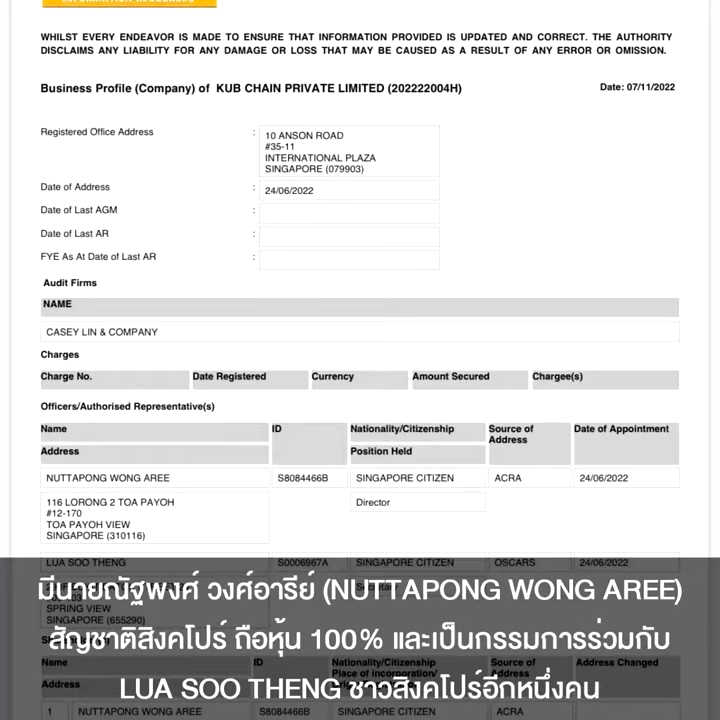 WHILST EVERY ENDEAVOR IS MADE TO ENSURE THAT INFORMATION PROVIDED IS UPDATED AND CORRECT. THE AUTHORITY
DISCLAIMS ANY LIABILITY FOR ANY DAMAGE OR LOSS THAT MAY BE CAUSED AS A RESULT OF ANY ERROR OR OMISSION.
Business Profile (Company) of KUB CHAIN PRIVATE LIMITED (202222004H) Date: 07/11/2022
Registered Office Address : 10 ANSON ROAD
#35-11
INTERNATIONAL PLAZA
SINGAPORE (079903)
Date of Address : 24/06/2022
Date of Last AGM :
Date of Last AR :
FYE As At Date of Last AR :
Audit Firms
NAME
CASEY LIN & COMPANY
Charges
Charge No. Date Registered Currency Amount Secured Chargee(s)
Officers/Authorised Representative(s)
Name ID Nationality/Citizenship Source of Address Date of Appointment
Address Position Held
NUTTAPONG WONG AREE S8084466B SINGAPORE CITIZEN ACRA 24/06/2022
116 LORONG 2 TOA PAYOH Director
#12-170
TOA PAYOH VIEW
SINGAPORE (310116)
LUA SOO THENG S0006967A SINGAPORE CITIZEN OSCARS 24/06/2022
มีนายณัฐพงศ์ วงศ์อารีย์ (NUTTAPONG WONG AREE)
SPRING VIEW
SINGAPORE (655290)
สัญชาติสิงคโปร์ ถือหุ้น 100% และเป็นกรรมการร่วมกับ
Name ID Nationality/Citizenship Source of Address Address Changed
Place of incorporation/
Address
LUA SOO THENG ชาวสิงคโปร์อีกหนึ่งคน
1 NUTTAPONG WONG AREE S8084466B SINGAPORE CITIZEN ACRA